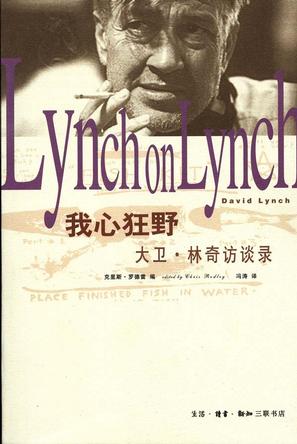 Lynch on Lynch
David Lynch
我心狂野
大卫·林奇访谈录
克里斯·罗德雷 编 edited by Chris Rodley 冯涛 译
PLACE FINISHED FISH IN WATER.
生活·读书·新知 三联书店